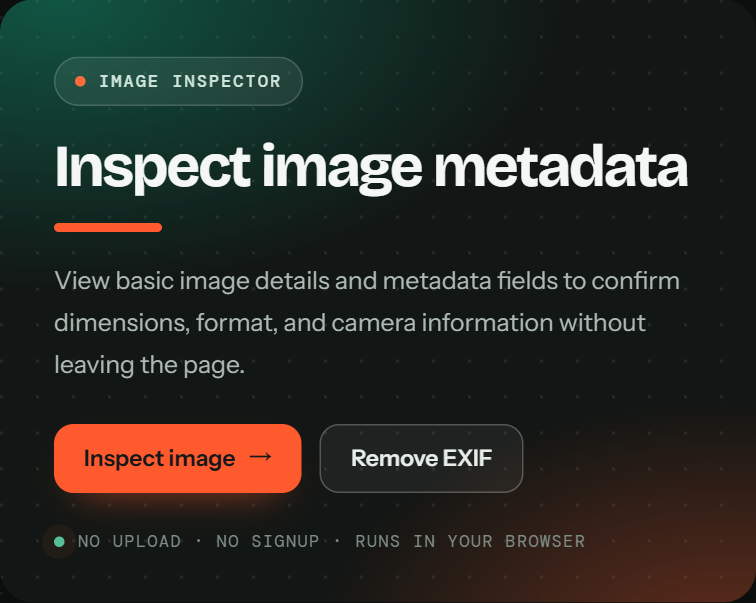 IMAGE INSPECTOR
Inspect image metadata
View basic image details and metadata fields to confirm
dimensions, format, and camera information without
leaving the page.
Inspect image →
Remove EXIF
NO UPLOAD · NO SIGNUP · RUNS IN YOUR BROWSER